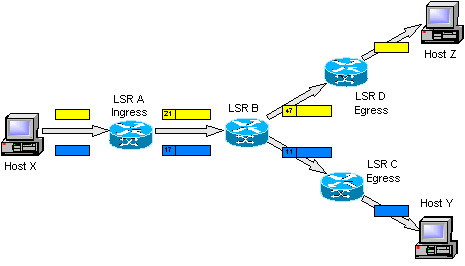 Host Z
LSR A
Ingress
LSR B
LSR D
Egress
21
47
Host X
17
11
LSR C
Egress
Host Y